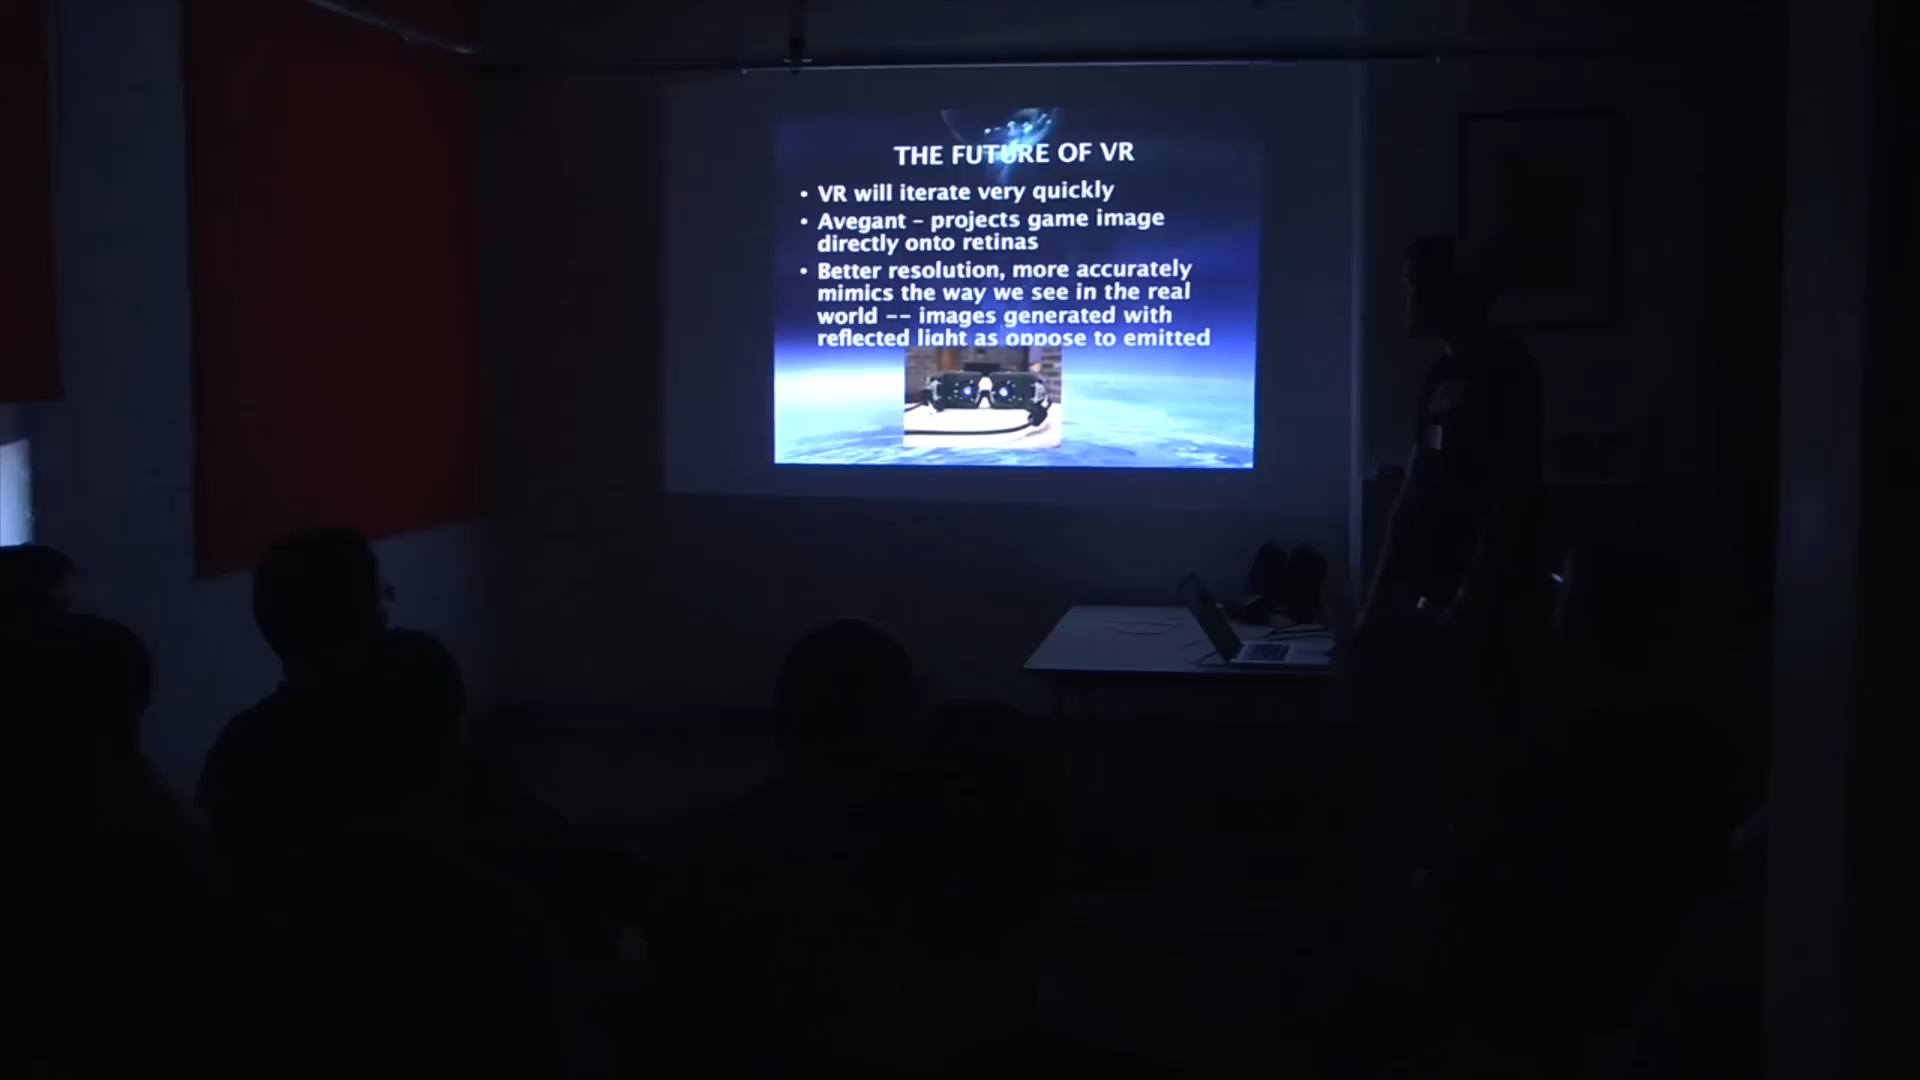 THE FUTURE OF VR
• VR will iterate very quickly
• Avegant – projects game image
directly onto retinas
• Better resolution, more accurately
mimics the way we see in the real
world -- images generated with
reflected light as oppose to emitted